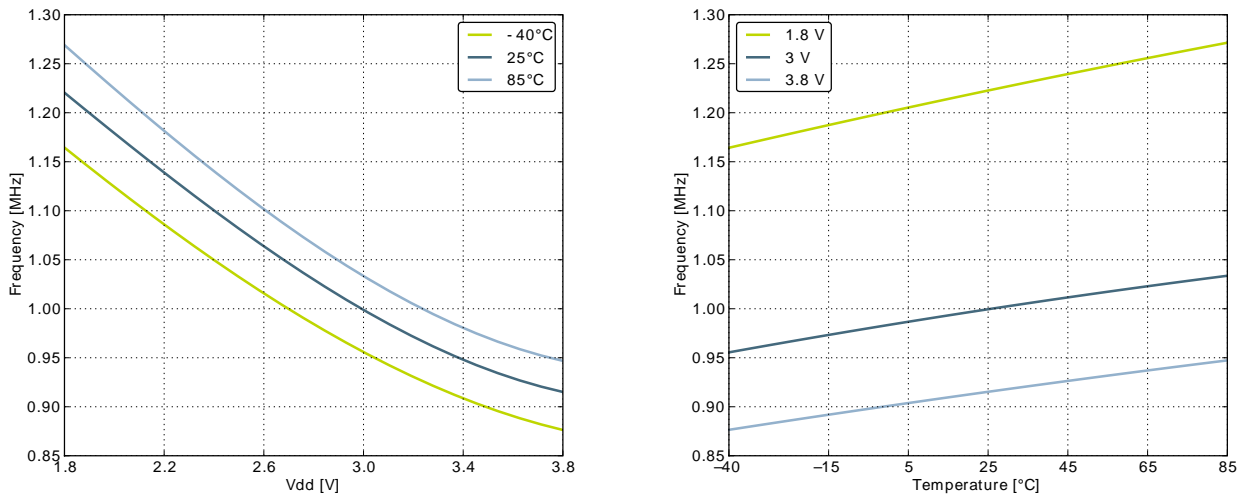 1.30
1.25
1.20
1.15
1.10
1.05
1.00
0.95
0.90
0.85
Frequency [MHz]
1.8 2.2 2.6 3.0 3.4 3.8
Vdd [V]
- 40°C
25°C
85°C
1.30
1.25
1.20
1.15
1.10
1.05
1.00
0.95
0.90
0.85
Frequency [MHz]
–40 –15 5 25 45 65 85
Temperature [°C]
1.8 V
3 V
3.8 V